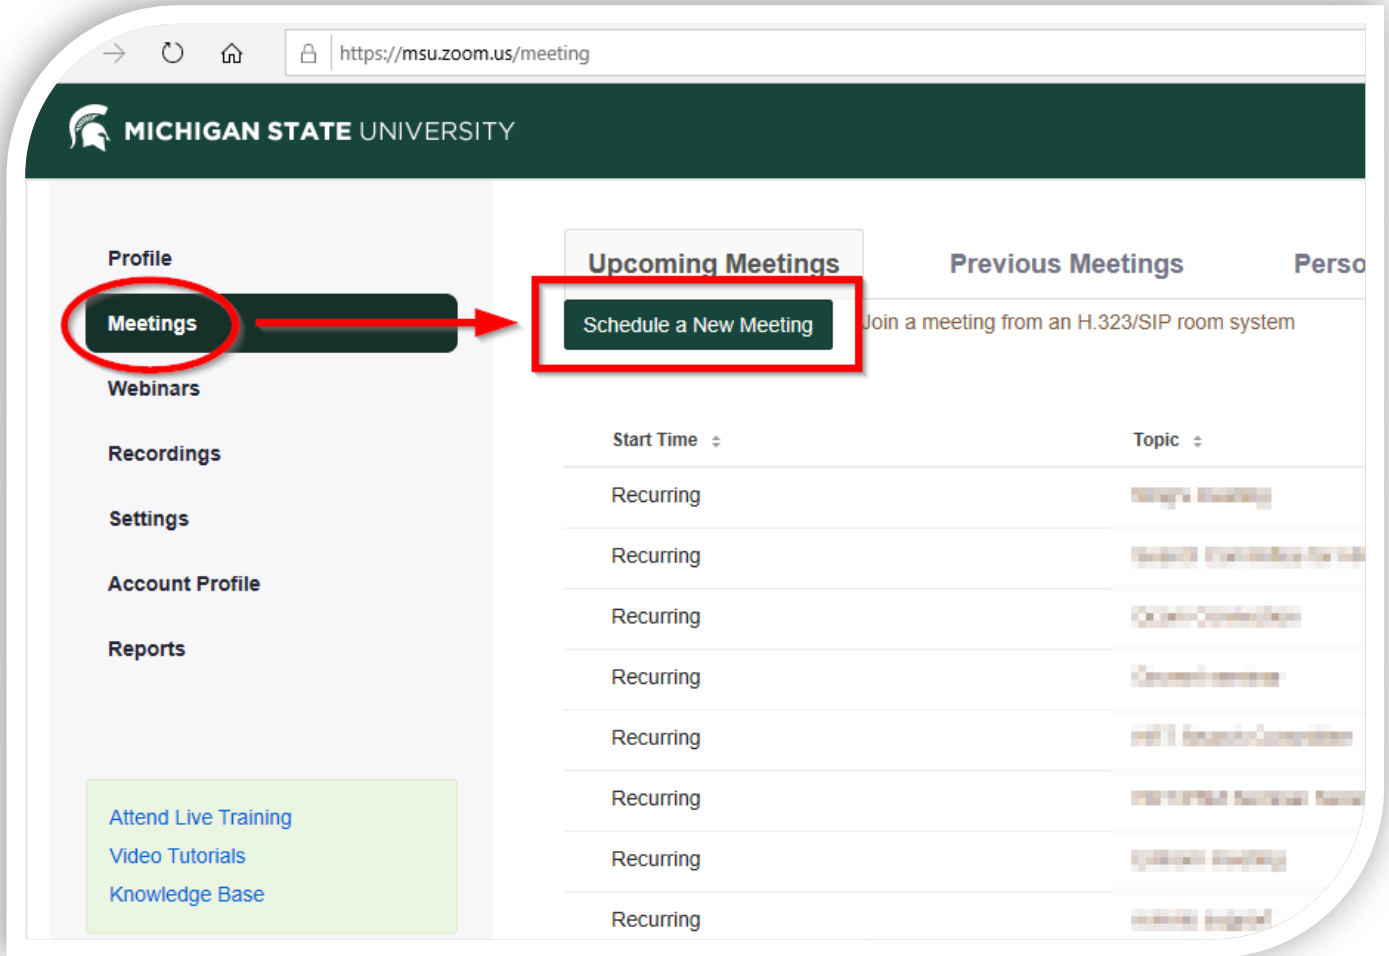 https://msu.zoom.us/meeting
MICHIGAN STATE UNIVERSITY
Profile
Meetings
Webinars
Recordings
Settings
Account Profile
Reports
Attend Live Training
Video Tutorials
Knowledge Base
Upcoming Meetings Previous Meetings Perso
Schedule a New Meeting Join a meeting from an H.323/SIP room system
Start Time Topic
Recurring
Recurring
Recurring
Recurring
Recurring
Recurring
Recurring
Recurring